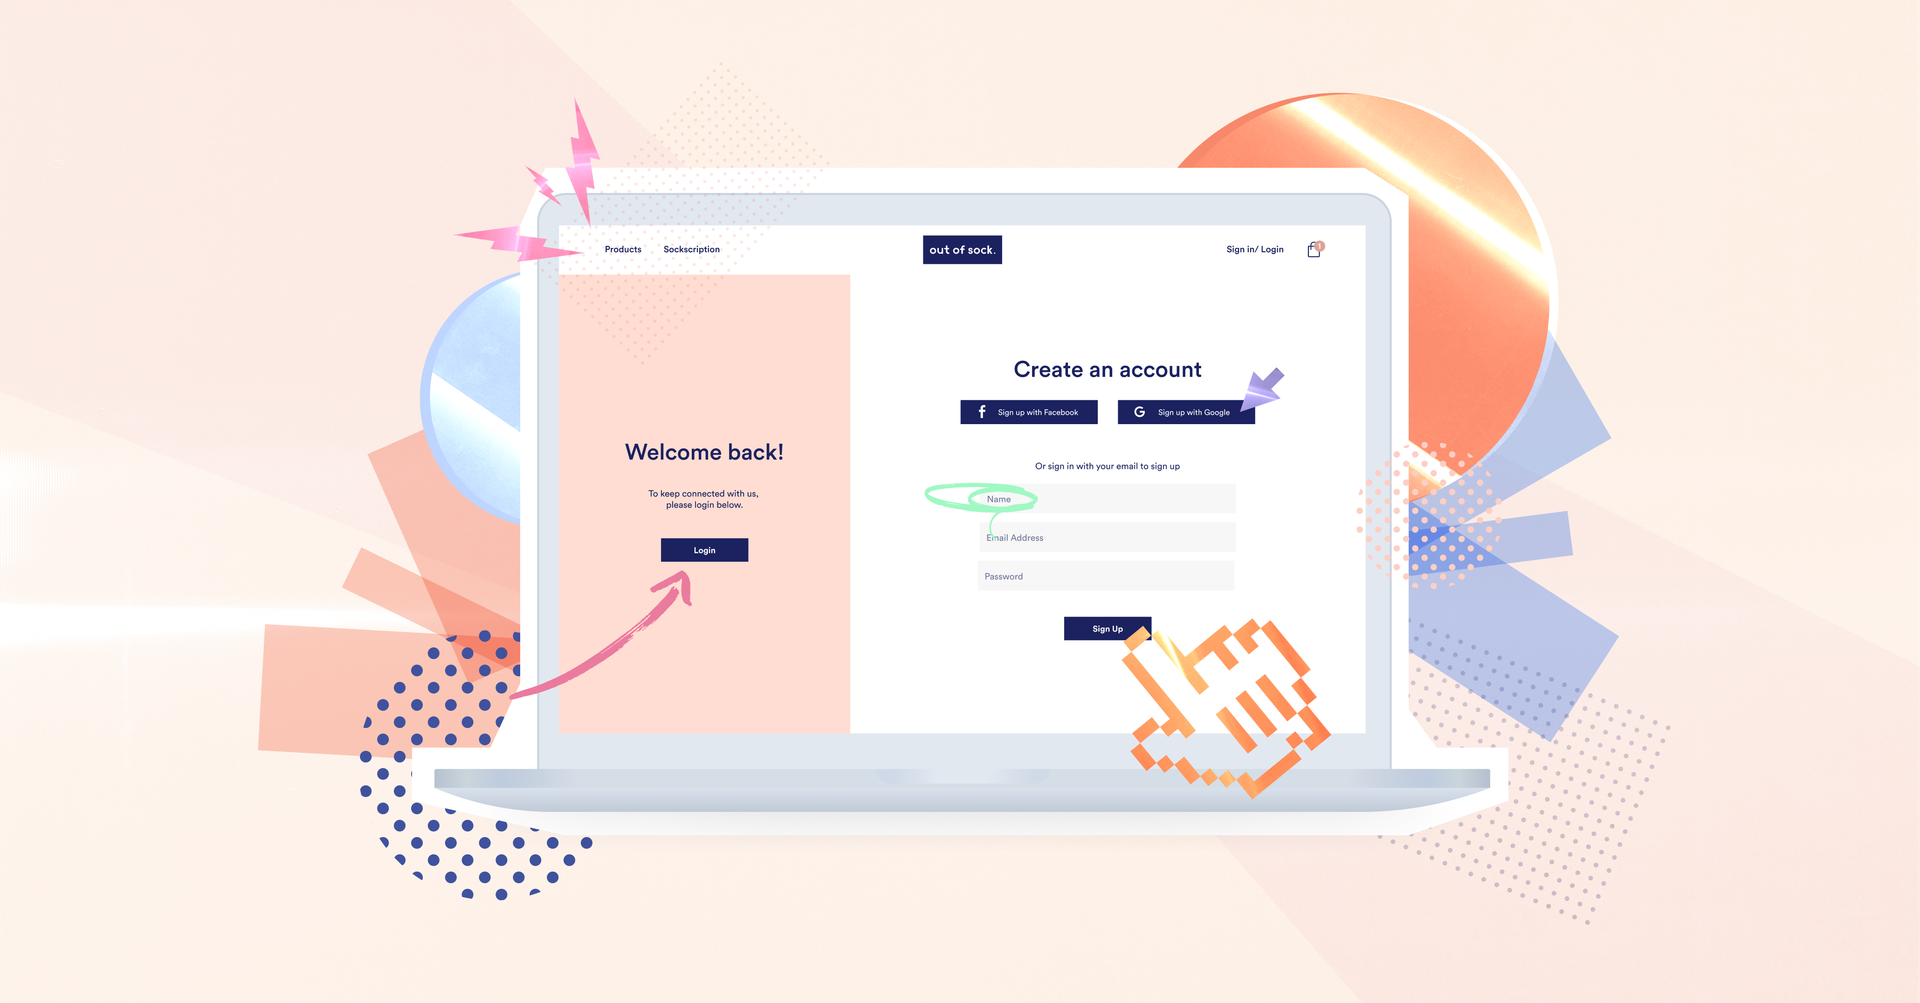 Products
Sockscription
out of sock.
Sign in/ Login
1
Welcome back!
To keep connected with us,
please login below.
Login
Create an account
Sign up with Facebook
Sign up with Google
Or sign in with your email to sign up
Name
Email Address
Password
Sign Up